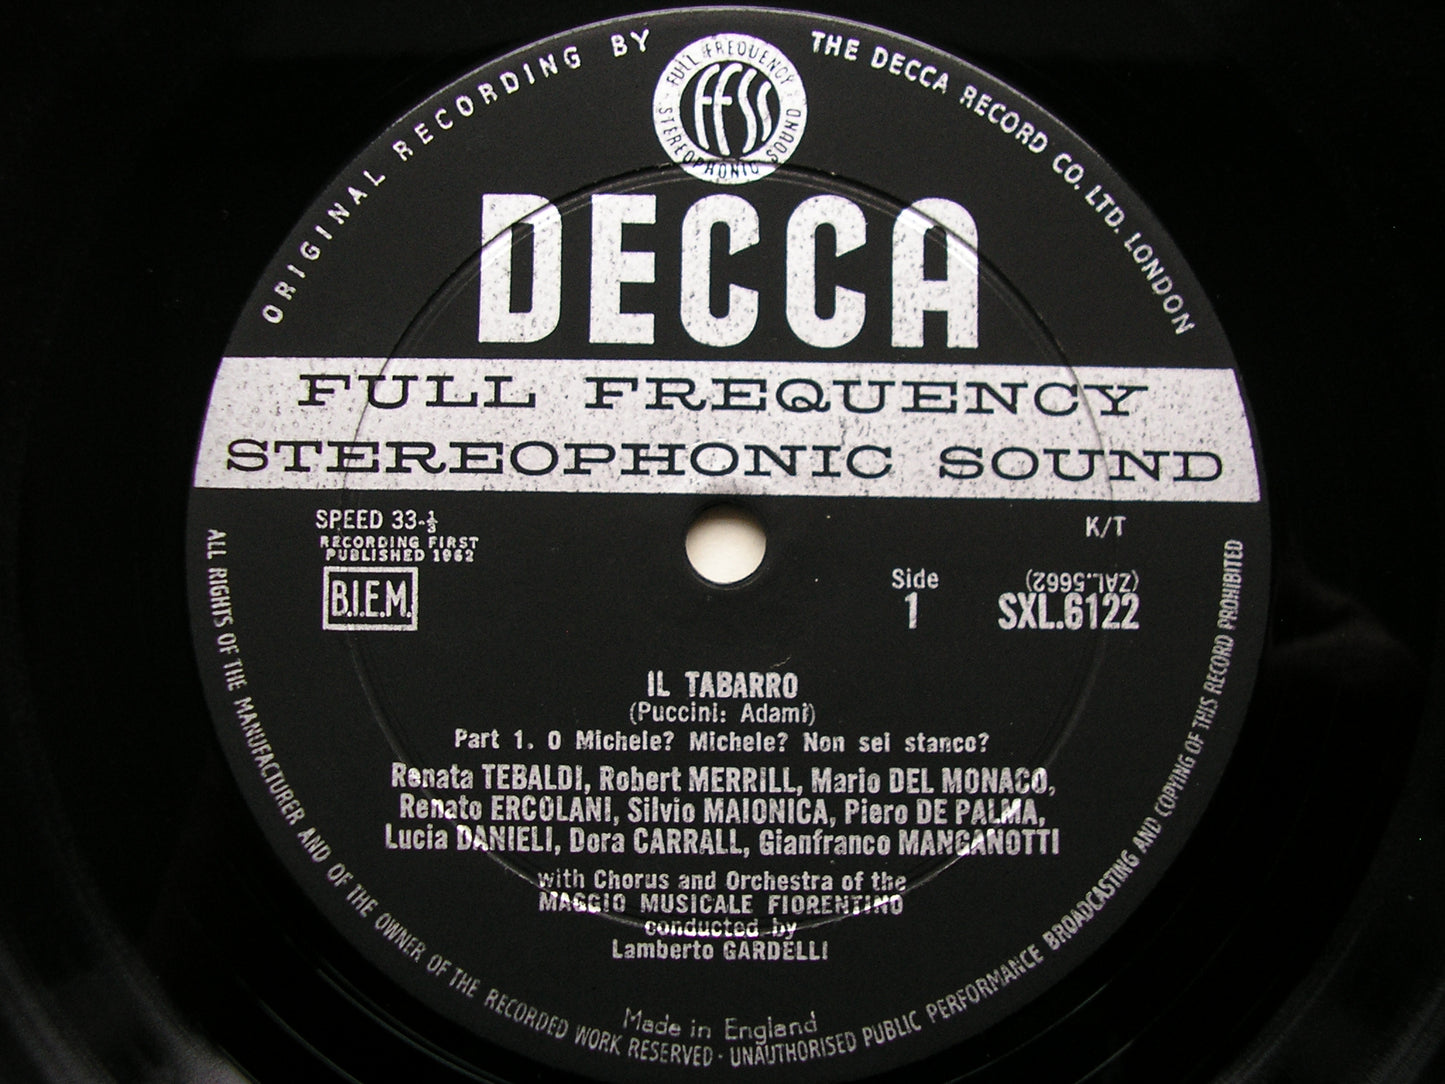 ORIGINAL RECORDING BY THE DECCA RECORD CO. LTD. LONDON
FULL FREQUENCY STEREOPHONIC SOUND
FFSS
DECCA
FULL FREQUENCY
STEREOPHONIC SOUND
SPEED 33-⅓
K/T
RECORDING FIRST
PUBLISHED 1962
B.I.E.M.
Side
1
(ZAL.5662)
SXL.6122
IL TABARRO
(Puccini: Adami)
Part 1. O Michele? Michele? Non sei stanco?
Renata TEBALDI, Robert MERRILL, Mario DEL MONACO,
Renato ERCOLANI, Silvio MAIONICA, Piero DE PALMA,
Lucia DANIELI, Dora CARRALL, Gianfranco MANGANOTTI
with Chorus and Orchestra of the
MAGGIO MUSICALE FIORENTINO
conducted by
Lamberto GARDELLI
Made in England
ALL RIGHTS OF THE MANUFACTURER AND OF THE OWNER OF THE RECORDED WORK RESERVED · UNAUTHORISED PUBLIC PERFORMANCE BROADCASTING AND COPYING OF THIS RECORD PROHIBITED